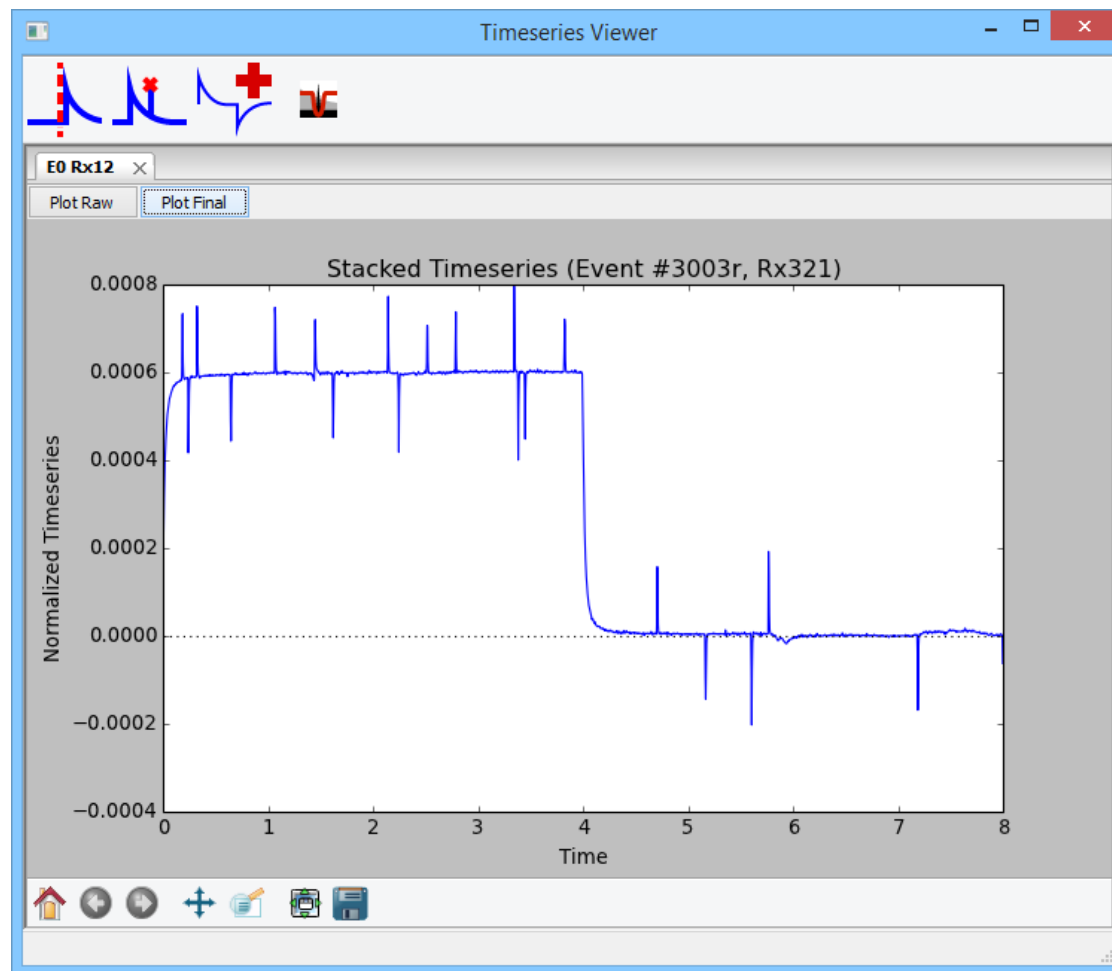 Timeseries Viewer
E0 Rx12
Plot Raw Plot Final
Stacked Timeseries (Event #3003r, Rx321)
0.0008
0.0006
0.0004
0.0002
0.0000
−0.0002
−0.0004
Normalized Timeseries
0 1 2 3 4 5 6 7 8
Time